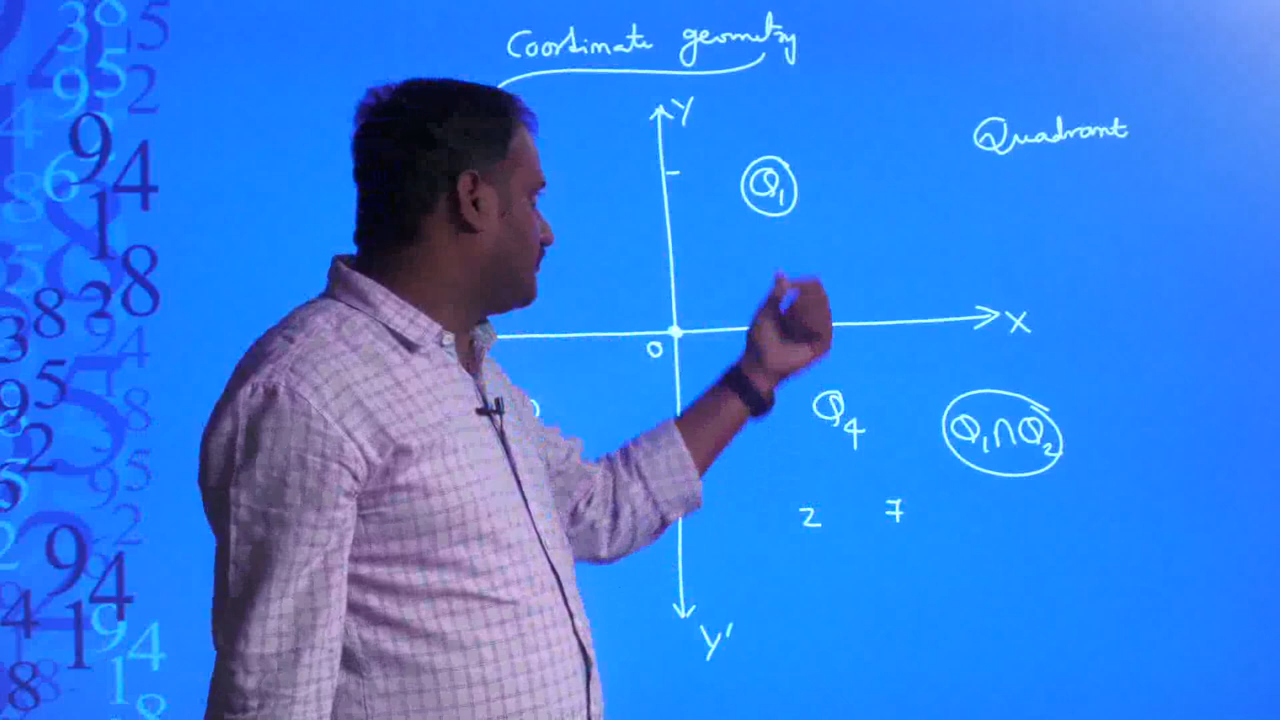 Coordinate geometry
Y
Quadrant
Q₁
X
O
Q₄
Q₁∩Q₂
2 7
Y'